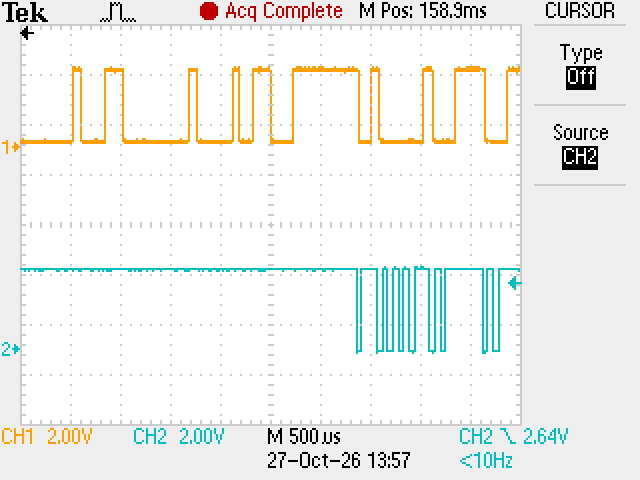 Tek Acq Complete M Pos: 158.9ms CURSOR
Type
Off
Source
CH2
1
2
CH1 2.00V CH2 2.00V M 500µs CH2 2.64V
27-Oct-26 13:57 <10Hz